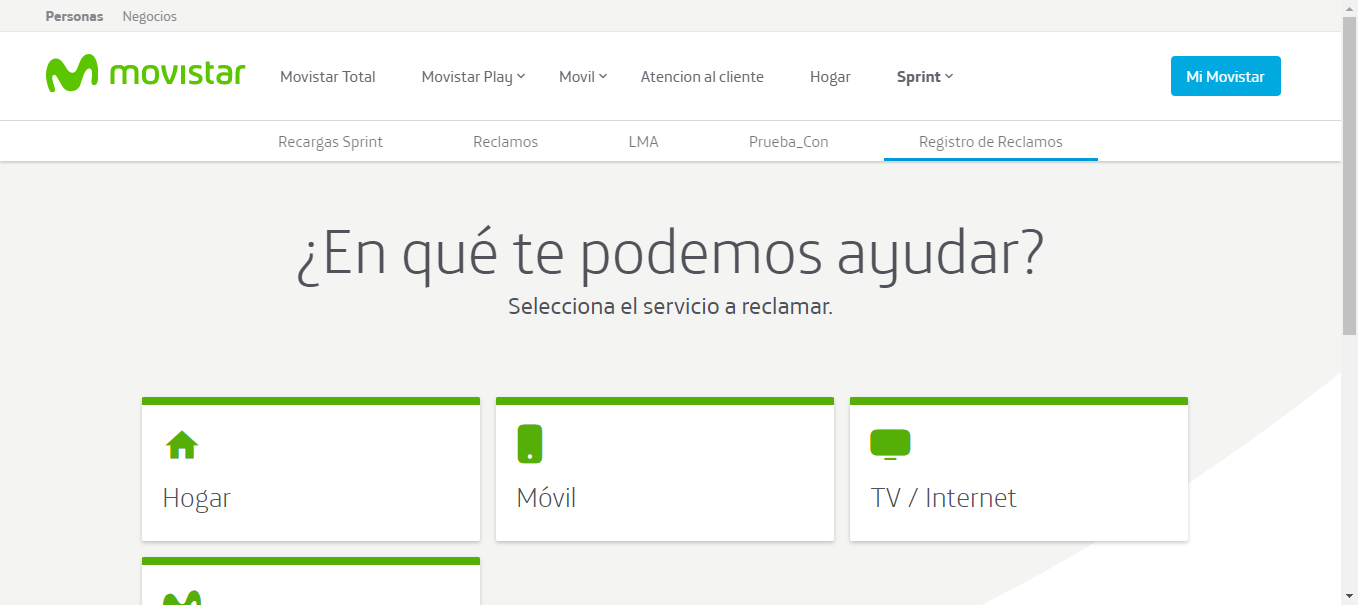 Personas Negocios
movistar Movistar Total Movistar Play Movil Atencion al cliente Hogar Sprint Mi Movistar
Recargas Sprint Reclamos LMA Prueba_Con Registro de Reclamos
¿En qué te podemos ayudar?
Selecciona el servicio a reclamar.
Hogar Móvil TV / Internet